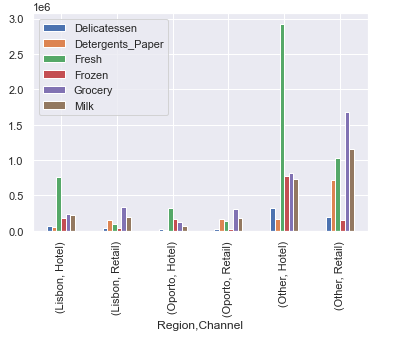 1e6
3.0
2.5
2.0
1.5
1.0
0.5
0.0
Delicatessen
Detergents_Paper
Fresh
Frozen
Grocery
Milk
(Lisbon, Hotel)
(Lisbon, Retail)
(Oporto, Hotel)
(Oporto, Retail)
(Other, Hotel)
(Other, Retail)
Region,Channel